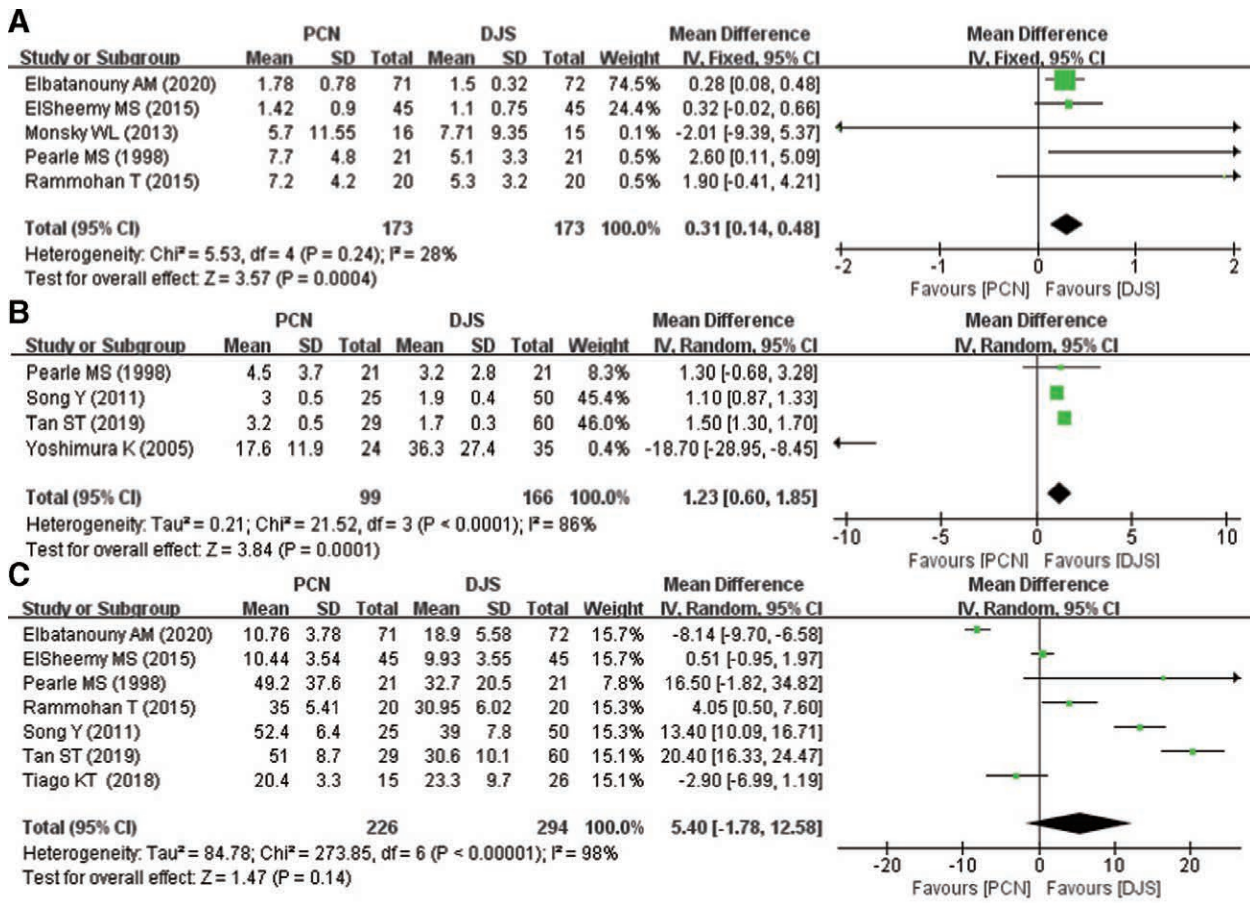 A
PCN DJS Mean Difference Mean Difference
Study or Subgroup Mean SD Total Mean SD Total Weight IV, Fixed, 95% CI IV, Fixed, 95% CI
Elbatanouny AM (2020) 1.78 0.78 71 1.5 0.32 72 74.5% 0.28 [0.08, 0.48]
ElSheemy MS (2015) 1.42 0.9 45 1.1 0.75 45 24.4% 0.32 [-0.02, 0.66]
Monsky WL (2013) 5.7 11.55 16 7.71 9.35 15 0.1% -2.01 [-9.39, 5.37]
Pearle MS (1998) 7.7 4.8 21 5.1 3.3 21 0.5% 2.60 [0.11, 5.09]
Rammohan T (2015) 7.2 4.2 20 5.3 3.2 20 0.5% 1.90 [-0.41, 4.21]
Total (95% CI) 173 173 100.0% 0.31 [0.14, 0.48]
Heterogeneity: Chi² = 5.53, df = 4 (P = 0.24); I² = 28%
Test for overall effect: Z = 3.57 (P = 0.0004)
-2 -1 0 1 2
Favours [PCN] Favours [DJS]
B
PCN DJS Mean Difference Mean Difference
Study or Subgroup Mean SD Total Mean SD Total Weight IV, Random, 95% CI IV, Random, 95% CI
Pearle MS (1998) 4.5 3.7 21 3.2 2.8 21 8.3% 1.30 [-0.68, 3.28]
Song Y (2011) 3 0.5 25 1.9 0.4 50 45.4% 1.10 [0.87, 1.33]
Tan ST (2019) 3.2 0.5 29 1.7 0.3 60 46.0% 1.50 [1.30, 1.70]
Yoshimura K (2005) 17.6 11.9 24 36.3 27.4 35 0.4% -18.70 [-28.95, -8.45]
Total (95% CI) 99 166 100.0% 1.23 [0.60, 1.85]
Heterogeneity: Tau² = 0.21; Chi² = 21.52, df = 3 (P < 0.0001); I² = 86%
Test for overall effect: Z = 3.84 (P = 0.0001)
-10 -5 0 5 10
Favours [PCN] Favours [DJS]
C
PCN DJS Mean Difference Mean Difference
Study or Subgroup Mean SD Total Mean SD Total Weight IV, Random, 95% CI IV, Random, 95% CI
Elbatanouny AM (2020) 10.76 3.78 71 18.9 5.58 72 15.7% -8.14 [-9.70, -6.58]
ElSheemy MS (2015) 10.44 3.54 45 9.93 3.55 45 15.7% 0.51 [-0.95, 1.97]
Pearle MS (1998) 49.2 37.6 21 32.7 20.5 21 7.8% 16.50 [-1.82, 34.82]
Rammohan T (2015) 35 5.41 20 30.95 6.02 20 15.3% 4.05 [0.50, 7.60]
Song Y (2011) 52.4 6.4 25 39 7.8 50 15.3% 13.40 [10.09, 16.71]
Tan ST (2019) 51 8.7 29 30.6 10.1 60 15.1% 20.40 [16.33, 24.47]
Tiago KT (2018) 20.4 3.3 15 23.3 9.7 26 15.1% -2.90 [-6.99, 1.19]
Total (95% CI) 226 294 100.0% 5.40 [-1.78, 12.58]
Heterogeneity: Tau² = 84.78; Chi² = 273.85, df = 6 (P < 0.00001); I² = 98%
Test for overall effect: Z = 1.47 (P = 0.14)
-20 -10 0 10 20
Favours [PCN] Favours [DJS]